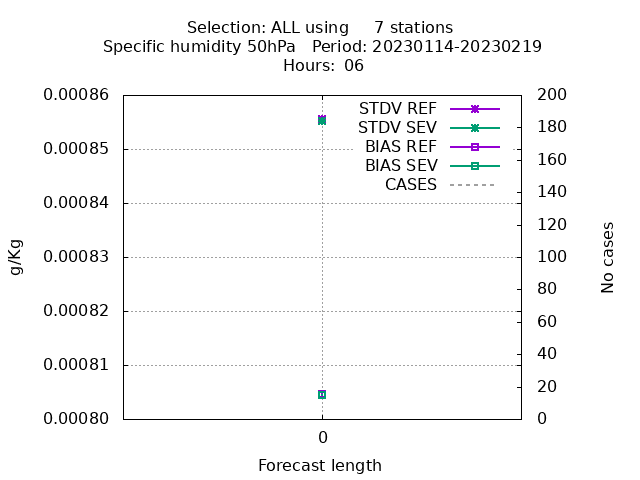 Selection: ALL using     7 stations
Specific humidity 50hPa   Period: 20230114-20230219
Hours:  06
STDV REF
STDV SEV
BIAS REF
BIAS SEV
CASES
0.00086
0.00085
0.00084
0.00083
0.00082
0.00081
0.00080
g/Kg
200
180
160
140
120
100
80
60
40
20
0
No cases
0
Forecast length